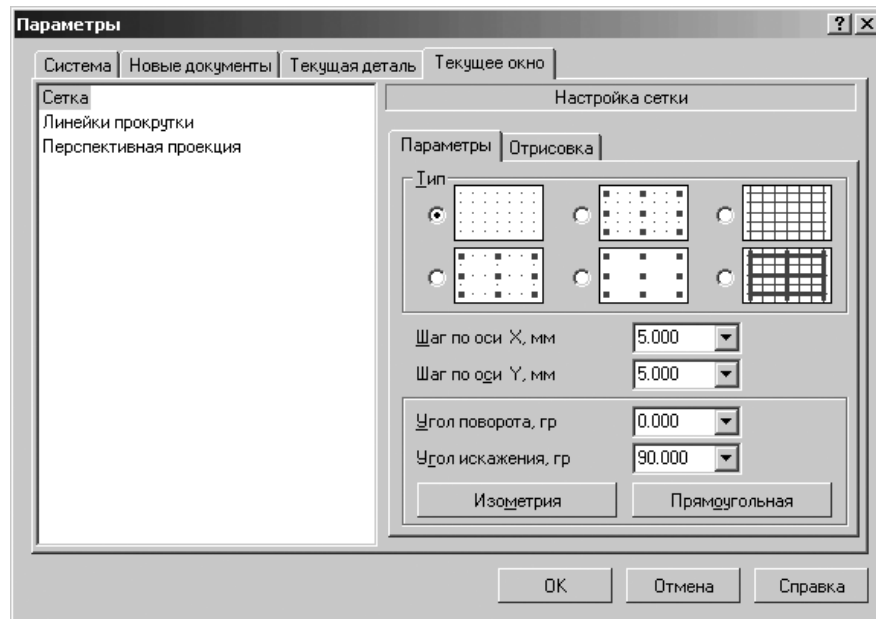 Параметры
Система Новые документы Текущая деталь Текущее окно
Сетка
Линейки прокрутки
Перспективная проекция
Настройка сетки
Параметры Отрисовка
Тип
Шаг по оси X, мм 5.000
Шаг по оси Y, мм 5.000
Угол поворота, гр 0.000
Угол искажения, гр 90.000
Изометрия Прямоугольная
OK Отмена Справка